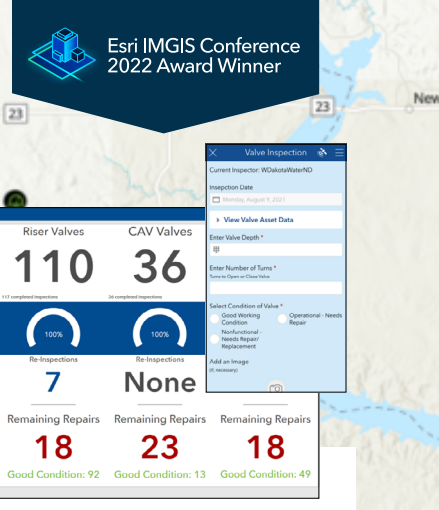 Esri IMGIS Conference
2022 Award Winner
23
23
New
Valve Inspection
Current Inspector: WDakotaWaterND
Insepction Date
Monday, August 9, 2021
View Valve Asset Data
Enter Valve Depth *
Enter Number of Turns *
Turns to Open or Close Valve
Select Condition of Valve *
Good Working
Condition
Operational - Needs
Repair
Nonfunctional -
Needs Repair/
Replacement
Add an Image
(if, necessary)
Riser Valves
CAV Valves
110
36
117 completed inspections
36 completed inspections
100%
100%
Re-Inspections
Re-Inspections
7
None
Remaining Repairs
Remaining Repairs
Remaining Repairs
18
23
18
Good Condition: 92
Good Condition: 13
Good Condition: 49